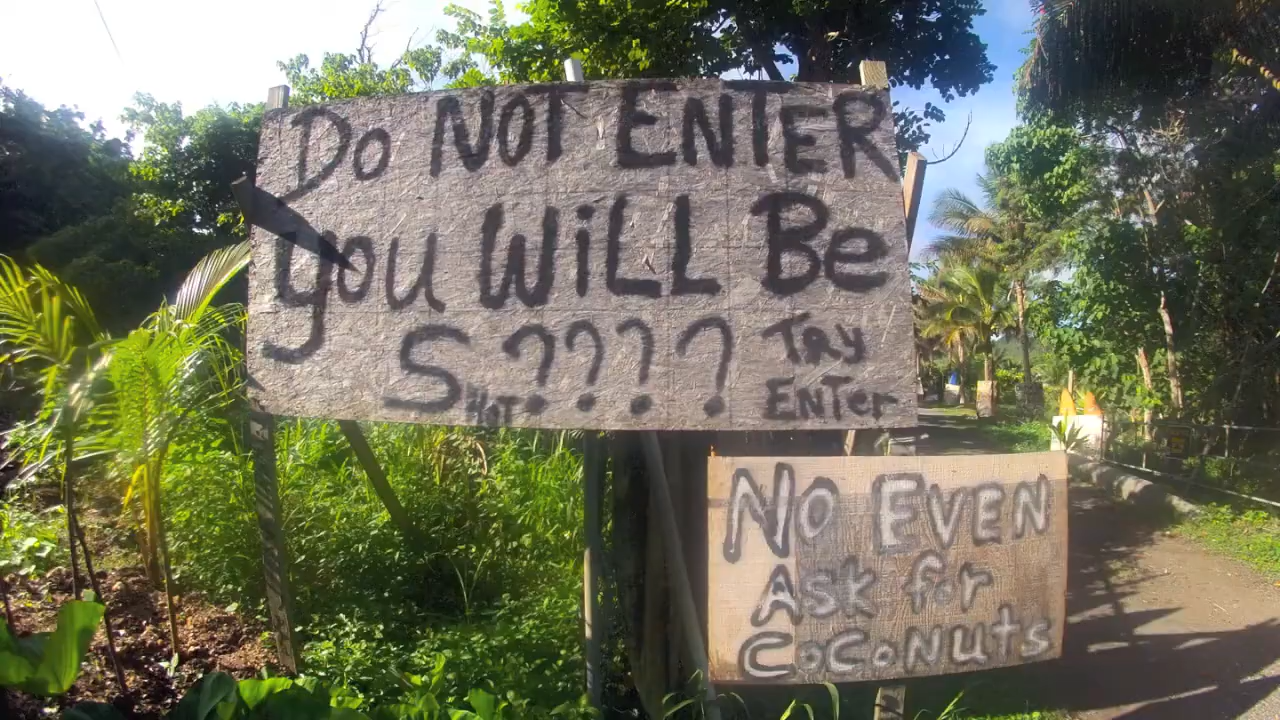 Do NOT ENTER
you WiLL Be
S????
HOT
TRY
ENTer
No EVEN
Ask for
CoCoNuts